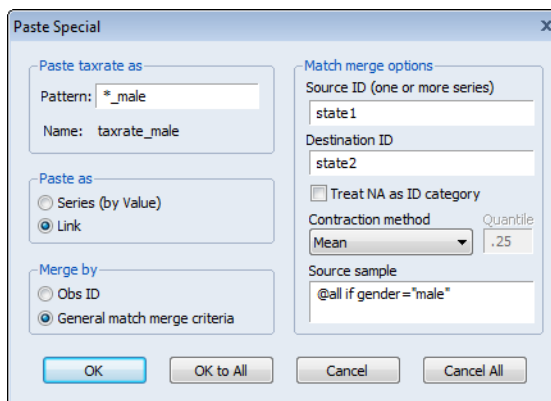 Paste Special
x
Paste taxrate as
Pattern: *_male
Name: taxrate_male
Paste as
Series (by Value)
Link
Merge by
Obs ID
General match merge criteria
Match merge options
Source ID (one or more series)
state1
Destination ID
state2
Treat NA as ID category
Contraction method Quantile
Mean .25
Source sample
@all if gender="male"
OK OK to All Cancel Cancel All